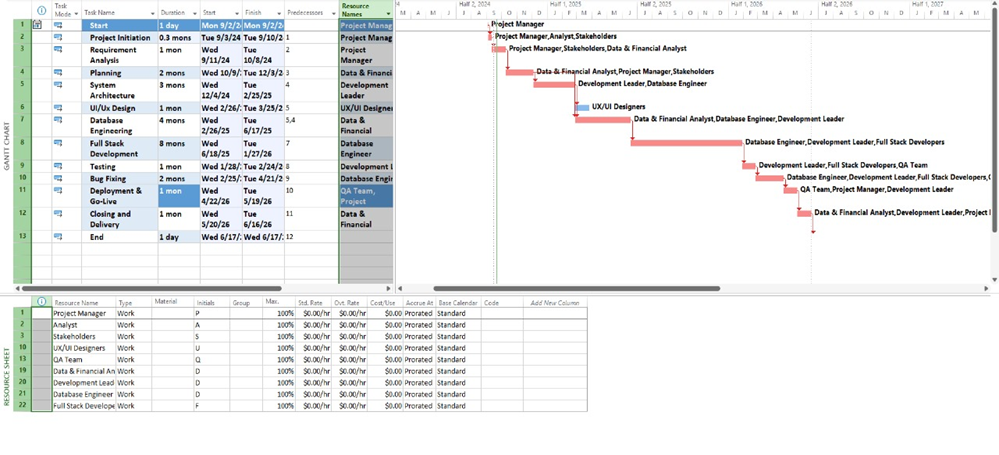 Task Mode Task Name Duration Start Finish Predecessors Resource Names
Half 2, 2024 Half 1, 2025 Half 2, 2025 Half 1, 2026 Half 2, 2026 Half 1, 2027
M J J A S O N D J F M A M J J A S O N D J F M A M J J A S O N D J F M A
GANTT CHART
1 Start 1 day Mon 9/2/2 Mon 9/2/2 Project Manag
Project Manager
2 Project Initiation 0.3 mons Tue 9/3/24 Tue 9/10/2 1 Project Manag
Project Manager,Stakeholders
3 Requirement Analysis 1 mon Wed 9/11/24 Tue 10/8/24 2 Project Manager
Project Manager,Stakeholders,Data & Financial Analyst
4 Planning 2 mons Wed 10/9/ Tue 12/3/2 3 Data & Financi
Data & Financial Analyst,Project Manager,Stakeholders
5 System Architecture 3 mons Wed 12/4/24 Tue 2/25/25 4 Development Leader
Development Leader,Database Engineer
6 UI/Ux Design 1 mon Wed 2/26/ Tue 3/25/2 5 UX/UI Designer
UX/UI Designers
7 Database Engineering 4 mons Wed 2/26/25 Tue 6/17/25 5,4 Data & Financial
Data & Financial Analyst,Database Engineer,Development Leader
8 Full Stack Development 8 mons Wed 6/18/25 Tue 1/27/26 7 Database Engineer
Database Engineer,Development Leader,Full Stack Developers
9 Testing 1 mon Wed 1/28/ Tue 2/24/2 8 Development L
Development Leader,Full Stack Developers,QA Team
10 Bug Fixing 2 mons Wed 2/25/ Tue 4/21/2 9 Database Engir
Database Engineer,Development Leader,Full Stack Developers,
11 Deployment & Go-Live 1 mon Wed 4/22/26 Tue 5/19/26 10 QA Team, Project
QA Team,Project Manager,Development Leader
12 Closing and Delivery 1 mon Wed 5/20/26 Tue 6/16/26 11 Data & Financial
Data & Financial Analyst,Development Leader,Project
13 End 1 day Wed 6/17/ Wed 6/17/ 12
RESOURCE SHEET
Resource Name Type Material Initials Group Max. Std. Rate Ovt. Rate Cost/Use Accrue At Base Calendar Code Add New Column
1 Project Manager Work P 100% $0.00/hr $0.00/hr $0.00 Prorated Standard
2 Analyst Work A 100% $0.00/hr $0.00/hr $0.00 Prorated Standard
3 Stakeholders Work S 100% $0.00/hr $0.00/hr $0.00 Prorated Standard
10 UX/UI Designers Work U 100% $0.00/hr $0.00/hr $0.00 Prorated Standard
13 QA Team Work Q 100% $0.00/hr $0.00/hr $0.00 Prorated Standard
19 Data & Financial An Work D 100% $0.00/hr $0.00/hr $0.00 Prorated Standard
20 Development Lead Work D 100% $0.00/hr $0.00/hr $0.00 Prorated Standard
21 Database Engineer Work D 100% $0.00/hr $0.00/hr $0.00 Prorated Standard
22 Full Stack Develope Work F 100% $0.00/hr $0.00/hr $0.00 Prorated Standard